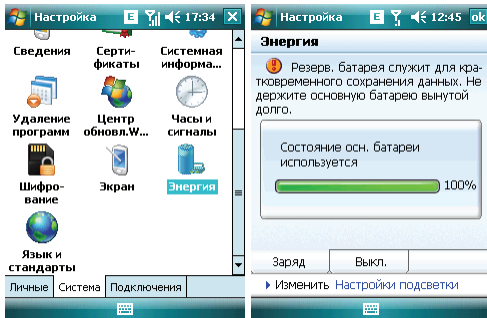 Настройка
E
17:34
Сведения
Серти-
фикаты
Системная
информа...
Удаление
программ
Центр
обновл.W...
Часы и
сигналы
Шифро-
вание
Экран
Энергия
Язык и
стандарты
Личные
Система
Подключения
Настройка
E
12:45
ok
Энергия
Резерв. батарея служит для кра-
тковременного сохранения данных. Не
держите основную батарею вынутой
долго.
Состояние осн. батареи
используется
100%
Заряд
Выкл.
Изменить Настройки подсветки